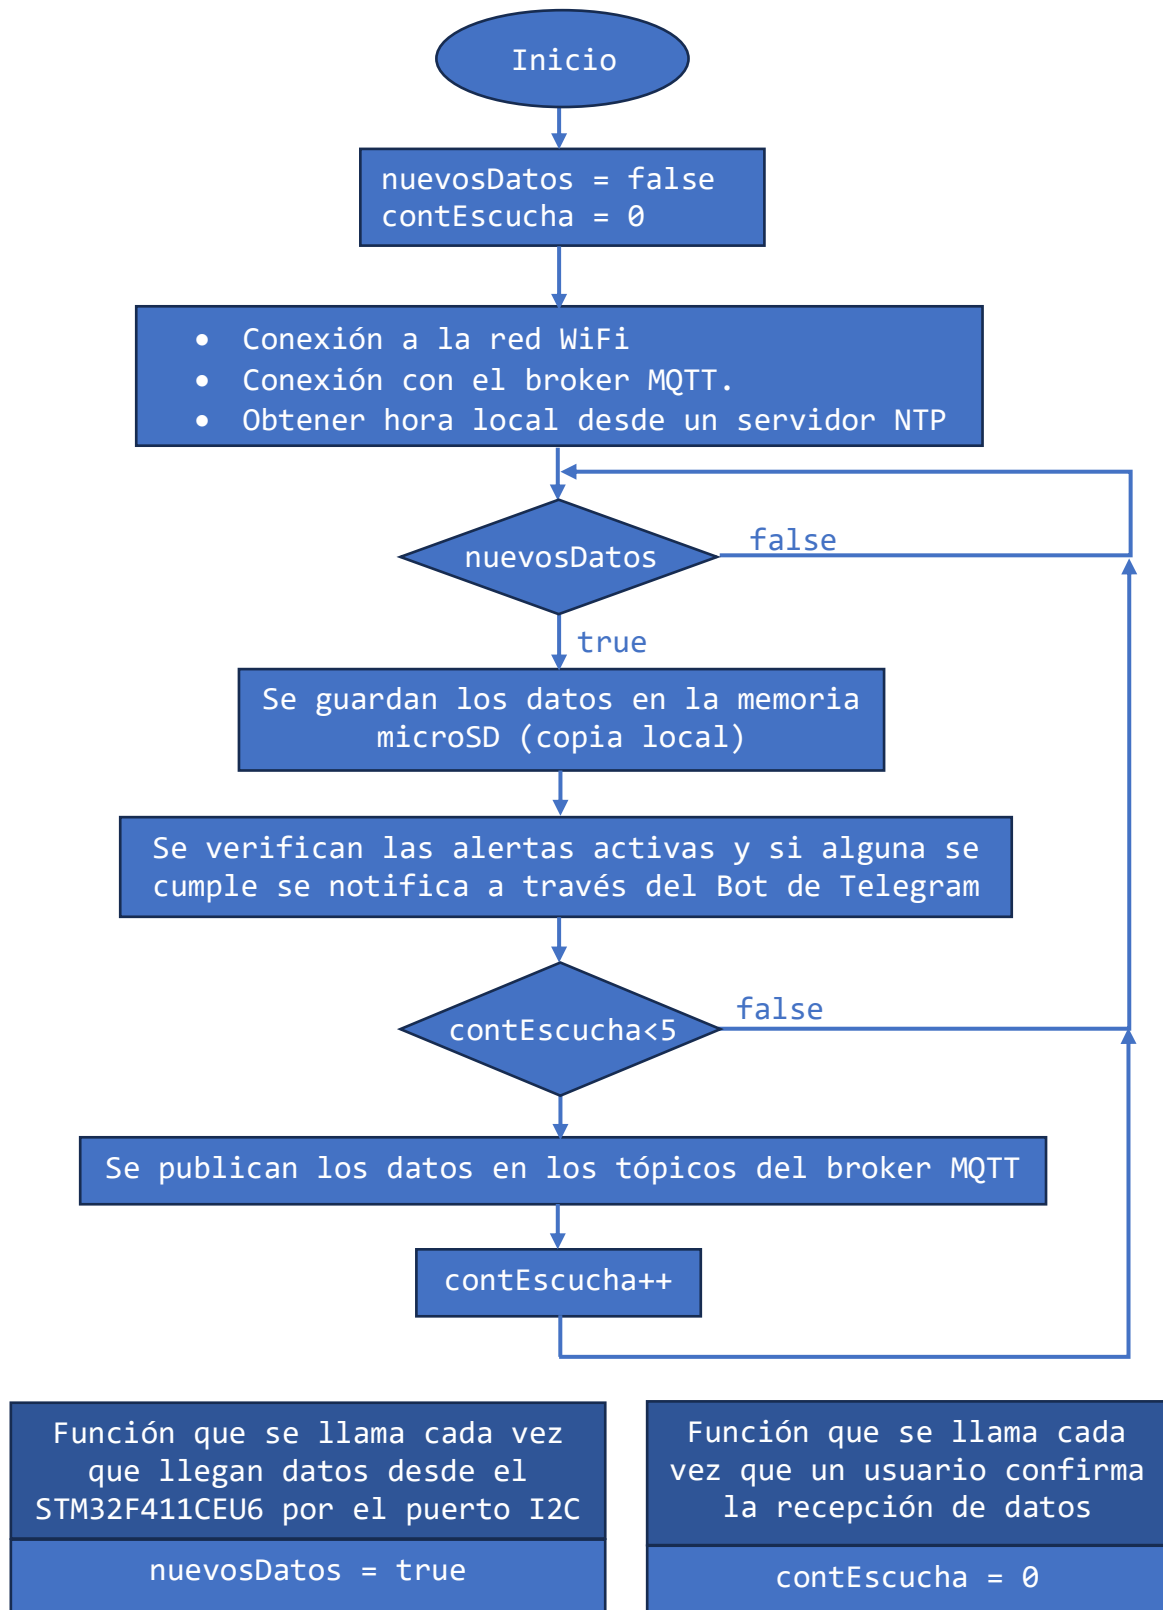 Inicio
nuevosDatos = false
contEscucha = 0
• Conexión a la red WiFi
• Conexión con el broker MQTT.
• Obtener hora local desde un servidor NTP
nuevosDatos
false
true
Se guardan los datos en la memoria
microSD (copia local)
Se verifican las alertas activas y si alguna se
cumple se notifica a través del Bot de Telegram
contEscucha<5
false
Se publican los datos en los tópicos del broker MQTT
contEscucha++
Función que se llama cada vez
que llegan datos desde el
STM32F411CEU6 por el puerto I2C
nuevosDatos = true
Función que se llama cada
vez que un usuario confirma
la recepción de datos
contEscucha = 0